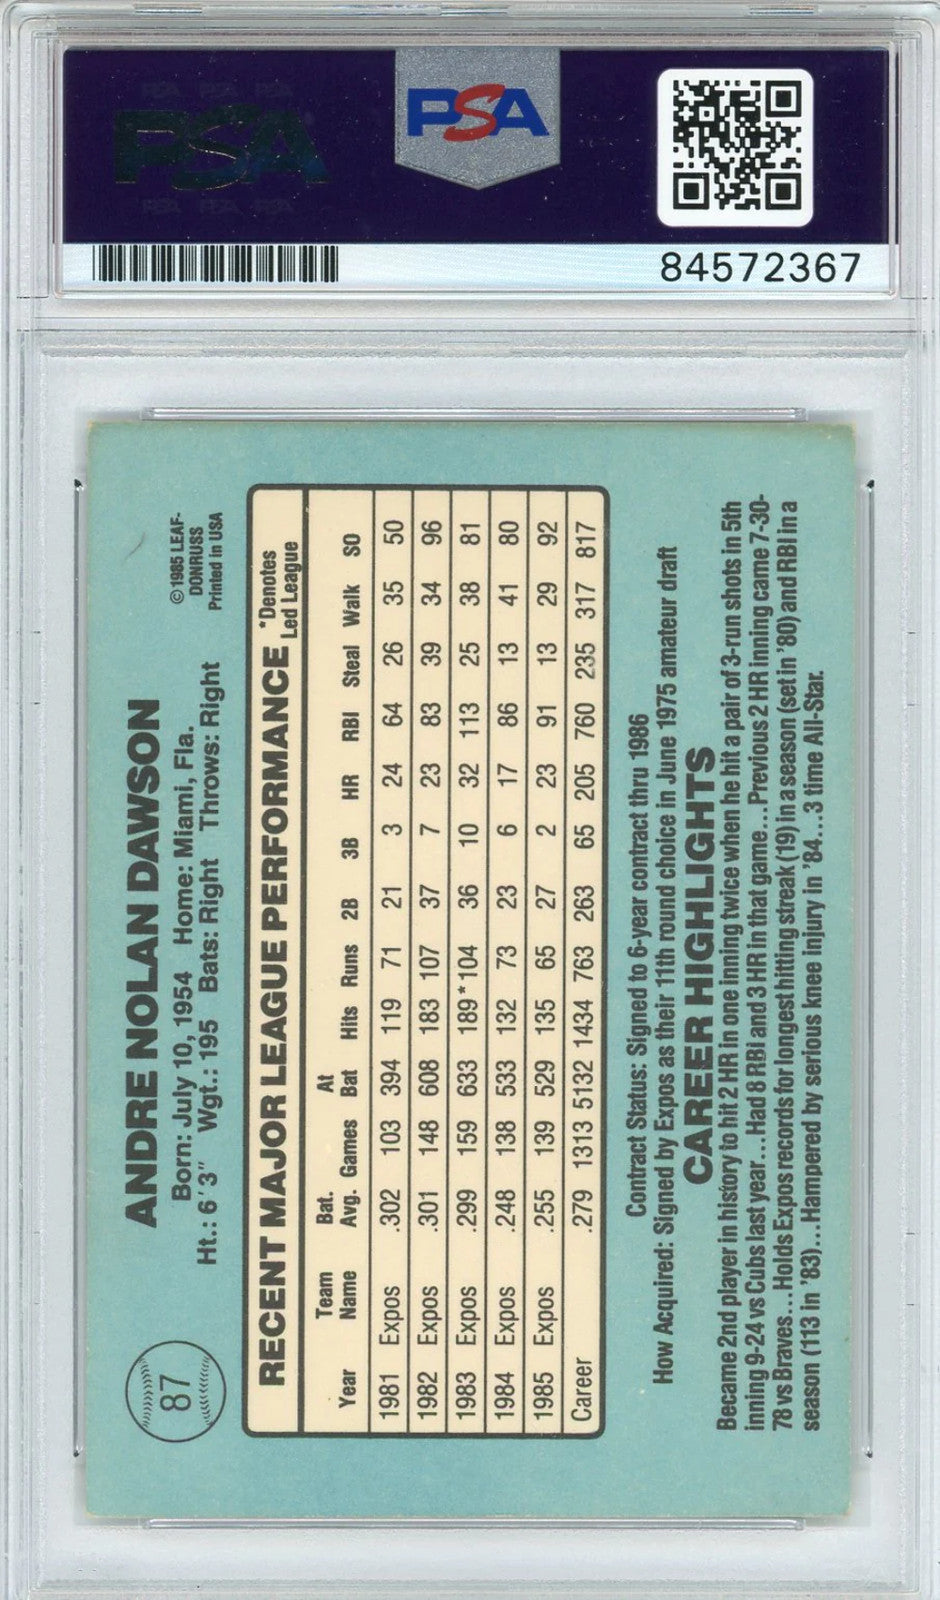 PSA
PSA
84572367
87
ANDRE NOLAN DAWSON
Born: July 10, 1954 Home: Miami, Fla.
Ht.: 6'3" Wgt.: 195 Bats: Right Throws: Right
©1985 LEAF-
DONRUSS
Printed in USA
RECENT MAJOR LEAGUE PERFORMANCE *Denotes Led League
Year Team Name Bat. Avg. Games At Bat Hits Runs 2B 3B HR RBI Steal Walk SO
1981 Expos .302 103 394 119 71 21 3 24 64 26 35 50
1982 Expos .301 148 608 183 107 37 7 23 83 39 34 96
1983 Expos .299 159 633 189* 104 36 10 32 113 25 38 81
1984 Expos .248 138 533 132 73 23 6 17 86 13 41 80
1985 Expos .255 139 529 135 65 27 2 23 91 13 29 92
Career .279 1313 5132 1434 763 263 65 205 760 235 317 817
Contract Status: Signed to 6-year contract thru 1986
How Acquired: Signed by Expos as their 11th round choice in June 1975 amateur draft
CAREER HIGHLIGHTS
Became 2nd player in history to hit 2 HR in one inning twice when he hit a pair of 3-run shots in 5th
inning 9-24 vs Cubs last year...Had 8 RBI and 3 HR in that game...Previous 2 HR inning came 7-30-
78 vs Braves...Holds Expos records for longest hitting streak (19) in a season (set in '80) and RBI in a
season (113 in '83)...Hampered by serious knee injury in '84...3 time All-Star.